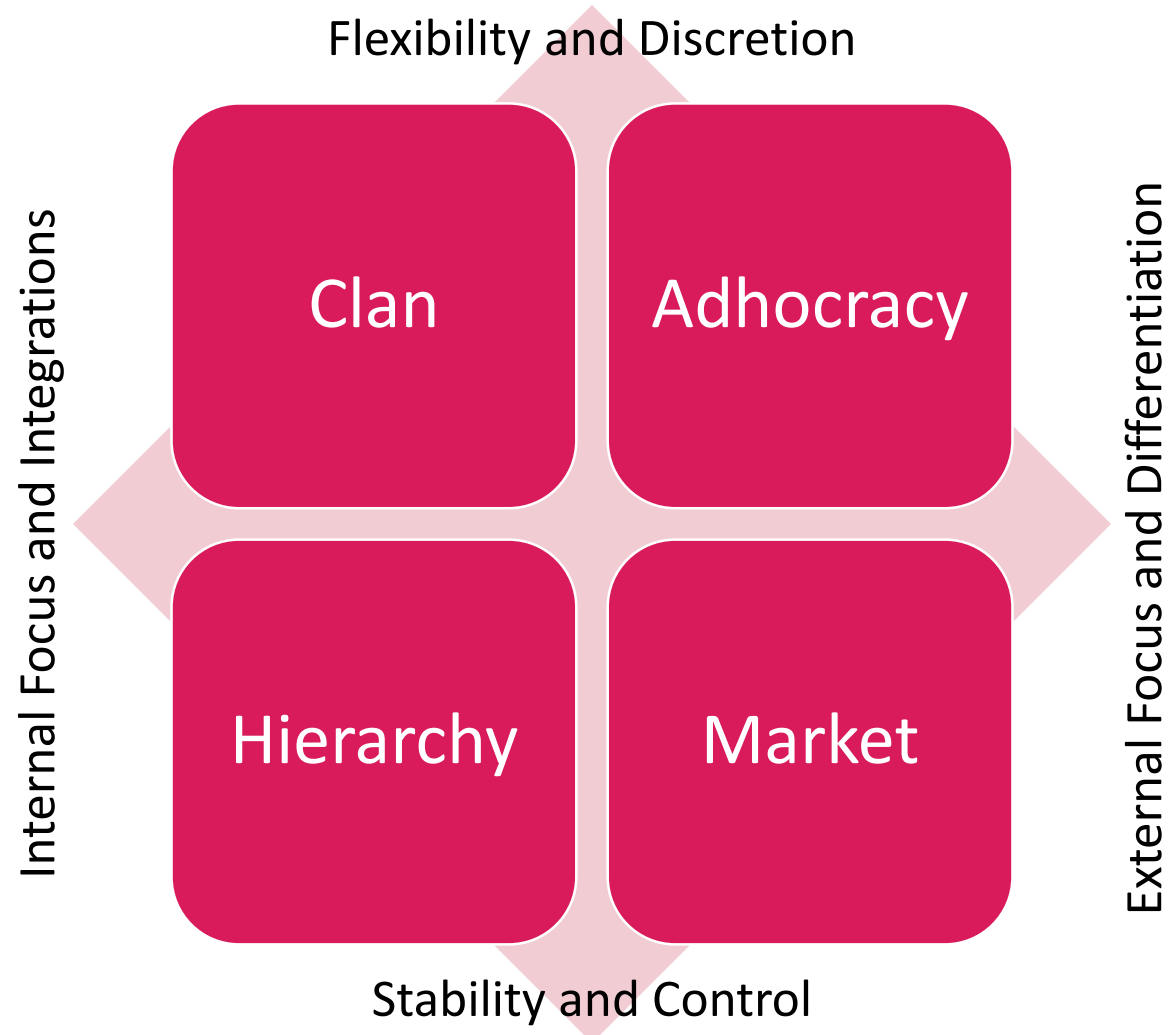 Flexibility and Discretion
Internal Focus and Integrations
Clan
Adhocracy
External Focus and Differentiation
Hierarchy
Market
Stability and Control